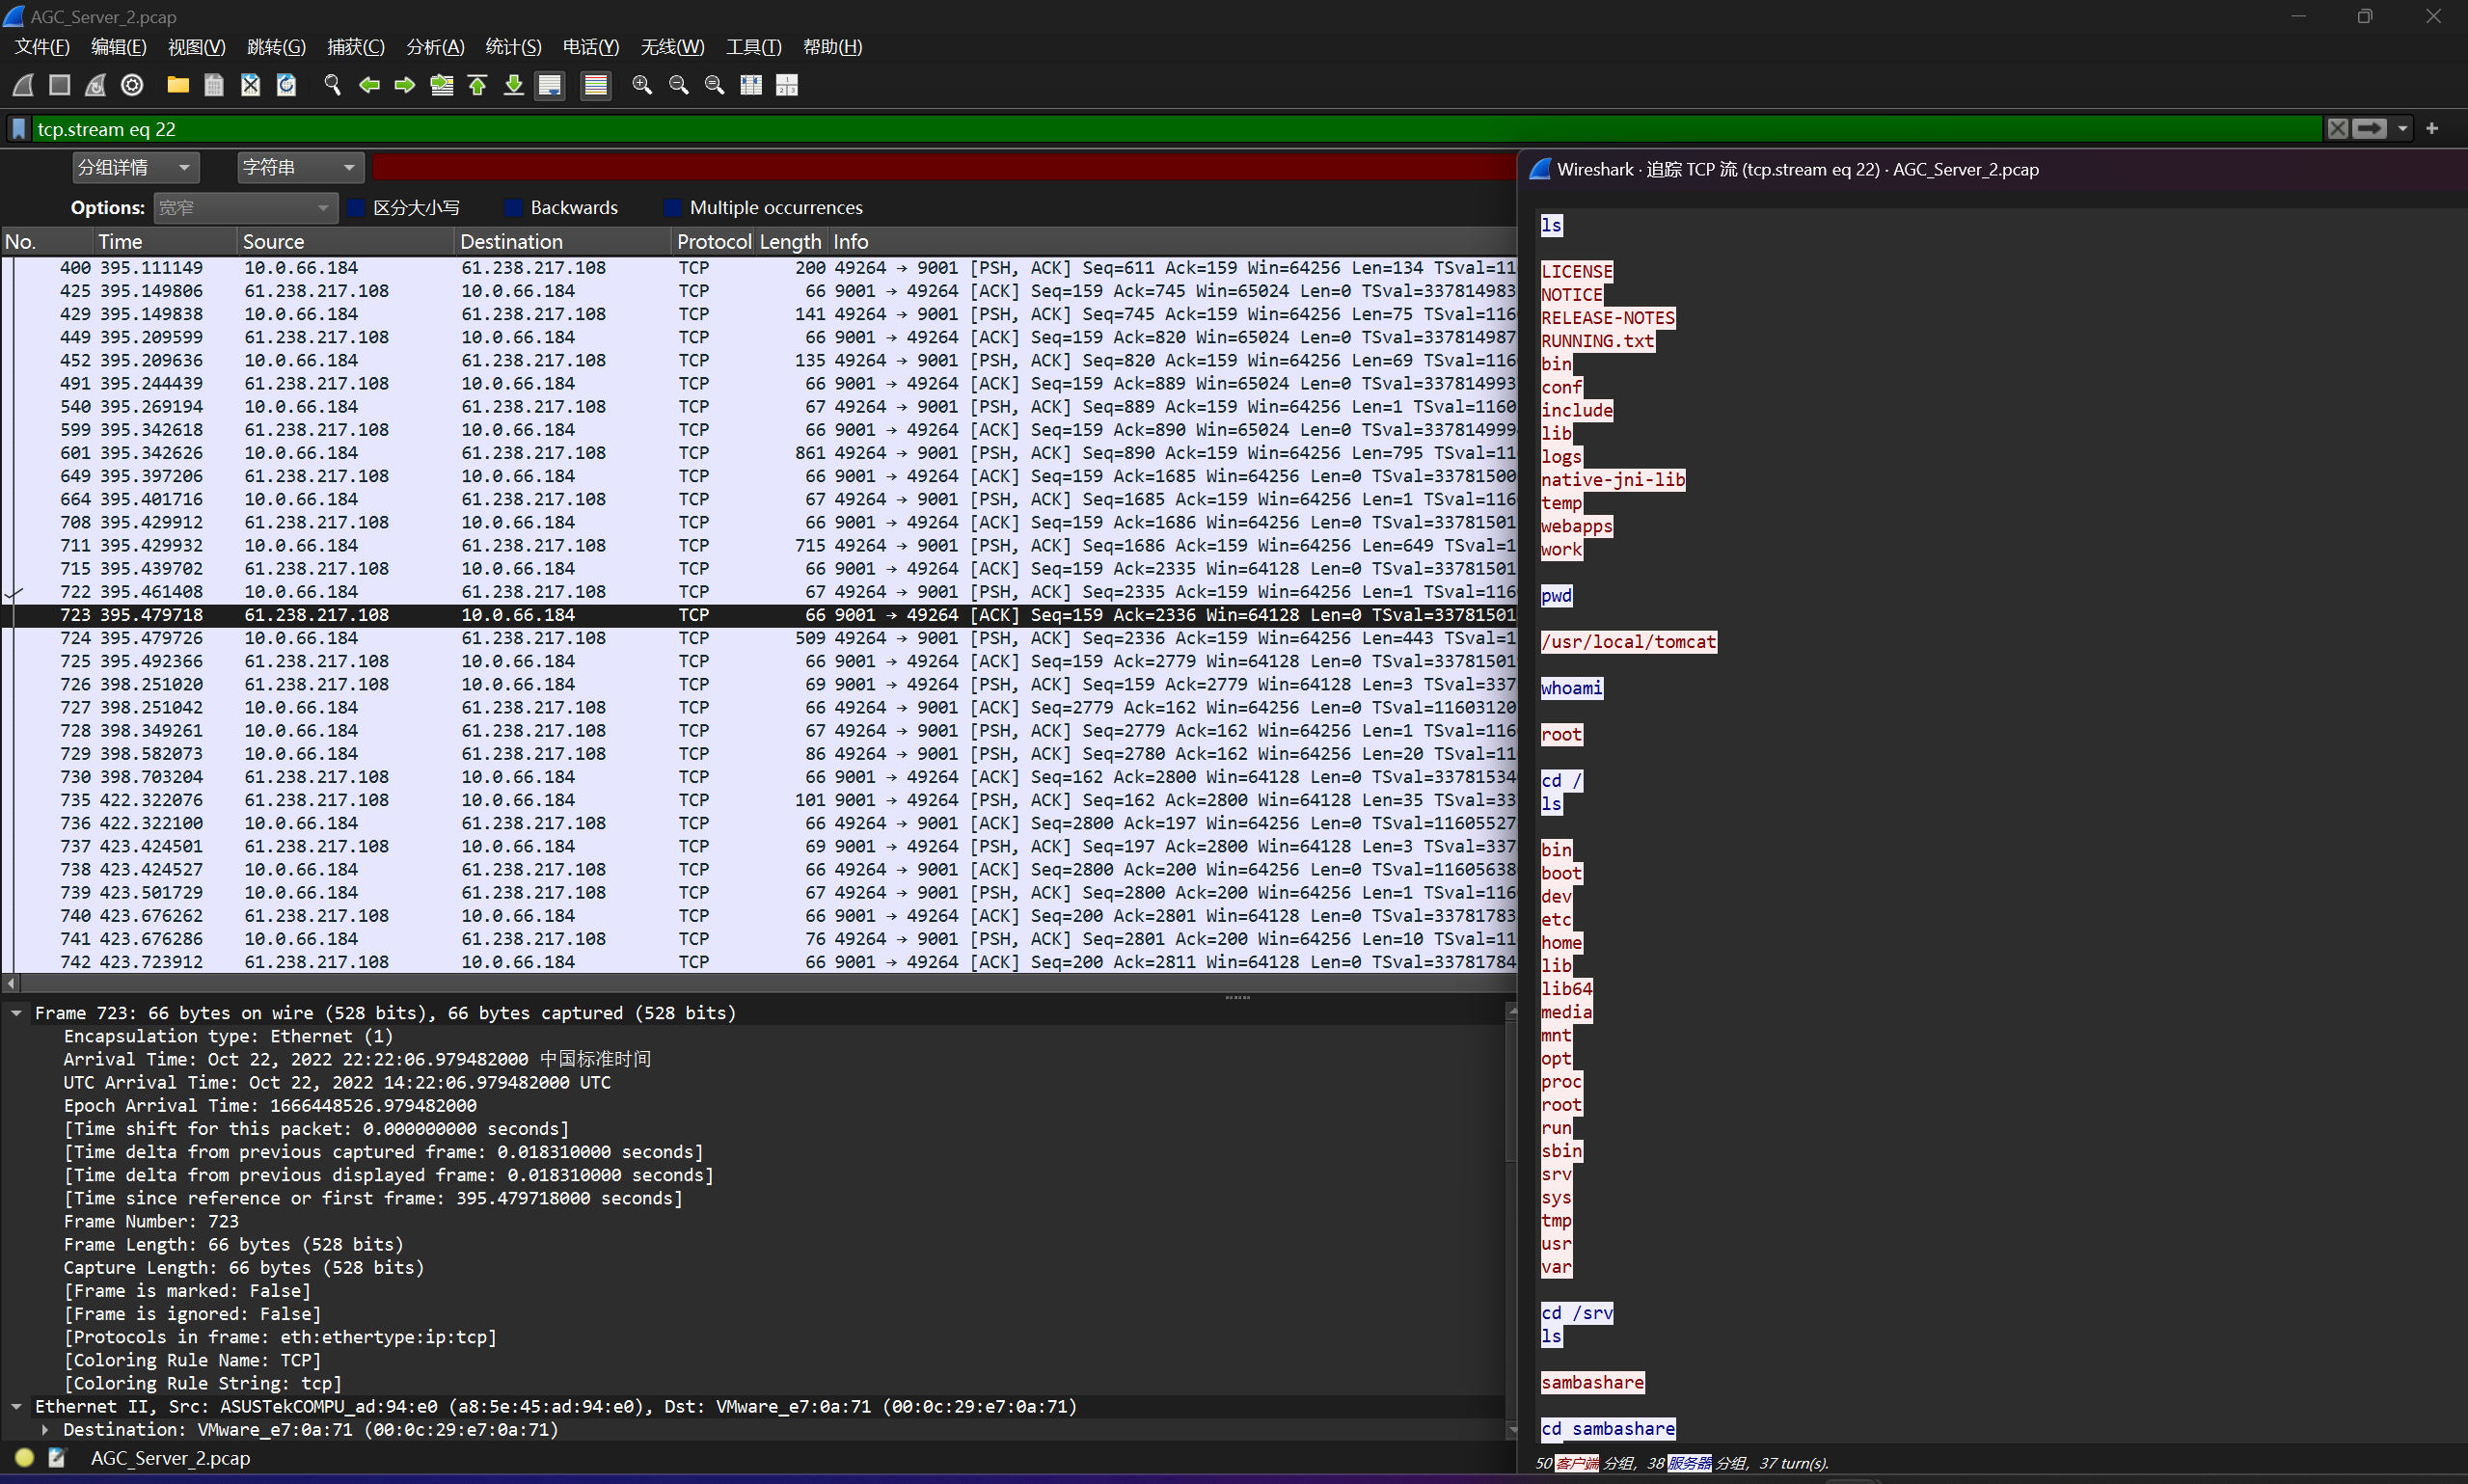 AGC_Server_2.pcap
文件(F) 编辑(E) 视图(V) 跳转(G) 捕获(C) 分析(A) 统计(S) 电话(Y) 无线(W) 工具(T) 帮助(H)
tcp.stream eq 22
分组详情 字符串
Options: 宽窄 区分大小写 Backwards Multiple occurrences
No. Time Source Destination Protocol Length Info
400 395.111149 10.0.66.184 61.238.217.108 TCP 200 49264 → 9001 [PSH, ACK] Seq=611 Ack=159 Win=64256 Len=134 TSval=11
425 395.149806 61.238.217.108 10.0.66.184 TCP 66 9001 → 49264 [ACK] Seq=159 Ack=745 Win=65024 Len=0 TSval=337814983
429 395.149838 10.0.66.184 61.238.217.108 TCP 141 49264 → 9001 [PSH, ACK] Seq=745 Ack=159 Win=64256 Len=75 TSval=116
449 395.209599 61.238.217.108 10.0.66.184 TCP 66 9001 → 49264 [ACK] Seq=159 Ack=820 Win=65024 Len=0 TSval=337814987
452 395.209636 10.0.66.184 61.238.217.108 TCP 135 49264 → 9001 [PSH, ACK] Seq=820 Ack=159 Win=64256 Len=69 TSval=116
491 395.244439 61.238.217.108 10.0.66.184 TCP 66 9001 → 49264 [ACK] Seq=159 Ack=889 Win=65024 Len=0 TSval=337814993
540 395.269194 10.0.66.184 61.238.217.108 TCP 67 49264 → 9001 [PSH, ACK] Seq=889 Ack=159 Win=64256 Len=1 TSval=1160
599 395.342618 61.238.217.108 10.0.66.184 TCP 66 9001 → 49264 [ACK] Seq=159 Ack=890 Win=65024 Len=0 TSval=337814999
601 395.342626 10.0.66.184 61.238.217.108 TCP 861 49264 → 9001 [PSH, ACK] Seq=890 Ack=159 Win=64256 Len=795 TSval=11
649 395.397206 61.238.217.108 10.0.66.184 TCP 66 9001 → 49264 [ACK] Seq=159 Ack=1685 Win=64256 Len=0 TSval=33781500
664 395.401716 10.0.66.184 61.238.217.108 TCP 67 49264 → 9001 [PSH, ACK] Seq=1685 Ack=159 Win=64256 Len=1 TSval=116
708 395.429912 61.238.217.108 10.0.66.184 TCP 66 9001 → 49264 [ACK] Seq=159 Ack=1686 Win=64256 Len=0 TSval=33781501
711 395.429932 10.0.66.184 61.238.217.108 TCP 715 49264 → 9001 [PSH, ACK] Seq=1686 Ack=159 Win=64256 Len=649 TSval=1
715 395.439702 61.238.217.108 10.0.66.184 TCP 66 9001 → 49264 [ACK] Seq=159 Ack=2335 Win=64128 Len=0 TSval=33781501
722 395.461408 10.0.66.184 61.238.217.108 TCP 67 49264 → 9001 [PSH, ACK] Seq=2335 Ack=159 Win=64256 Len=1 TSval=116
723 395.479718 61.238.217.108 10.0.66.184 TCP 66 9001 → 49264 [ACK] Seq=159 Ack=2336 Win=64128 Len=0 TSval=33781501
724 395.479726 10.0.66.184 61.238.217.108 TCP 509 49264 → 9001 [PSH, ACK] Seq=2336 Ack=159 Win=64256 Len=443 TSval=1
725 395.492366 61.238.217.108 10.0.66.184 TCP 66 9001 → 49264 [ACK] Seq=159 Ack=2779 Win=64128 Len=0 TSval=33781501
726 398.251020 61.238.217.108 10.0.66.184 TCP 69 9001 → 49264 [PSH, ACK] Seq=159 Ack=2779 Win=64128 Len=3 TSval=337
727 398.251042 10.0.66.184 61.238.217.108 TCP 66 49264 → 9001 [ACK] Seq=2779 Ack=162 Win=64256 Len=0 TSval=11603120
728 398.349261 10.0.66.184 61.238.217.108 TCP 67 49264 → 9001 [PSH, ACK] Seq=2779 Ack=162 Win=64256 Len=1 TSval=116
729 398.582073 10.0.66.184 61.238.217.108 TCP 86 49264 → 9001 [PSH, ACK] Seq=2780 Ack=162 Win=64256 Len=20 TSval=11
730 398.703204 61.238.217.108 10.0.66.184 TCP 66 9001 → 49264 [ACK] Seq=162 Ack=2800 Win=64128 Len=0 TSval=33781534
735 422.322076 61.238.217.108 10.0.66.184 TCP 101 9001 → 49264 [PSH, ACK] Seq=162 Ack=2800 Win=64128 Len=35 TSval=33
736 422.322100 10.0.66.184 61.238.217.108 TCP 66 49264 → 9001 [ACK] Seq=2800 Ack=197 Win=64256 Len=0 TSval=11605527
737 423.424501 61.238.217.108 10.0.66.184 TCP 69 9001 → 49264 [PSH, ACK] Seq=197 Ack=2800 Win=64128 Len=3 TSval=337
738 423.424527 10.0.66.184 61.238.217.108 TCP 66 49264 → 9001 [ACK] Seq=2800 Ack=200 Win=64256 Len=0 TSval=11605638
739 423.501729 10.0.66.184 61.238.217.108 TCP 67 49264 → 9001 [PSH, ACK] Seq=2800 Ack=200 Win=64256 Len=1 TSval=116
740 423.676262 61.238.217.108 10.0.66.184 TCP 66 9001 → 49264 [ACK] Seq=200 Ack=2801 Win=64128 Len=0 TSval=33781783
741 423.676286 10.0.66.184 61.238.217.108 TCP 76 49264 → 9001 [PSH, ACK] Seq=2801 Ack=200 Win=64256 Len=10 TSval=11
742 423.723912 61.238.217.108 10.0.66.184 TCP 66 9001 → 49264 [ACK] Seq=200 Ack=2811 Win=64128 Len=0 TSval=33781784
Frame 723: 66 bytes on wire (528 bits), 66 bytes captured (528 bits)
Encapsulation type: Ethernet (1)
Arrival Time: Oct 22, 2022 22:22:06.979482000 中国标准时间
UTC Arrival Time: Oct 22, 2022 14:22:06.979482000 UTC
Epoch Arrival Time: 1666448526.979482000
[Time shift for this packet: 0.000000000 seconds]
[Time delta from previous captured frame: 0.018310000 seconds]
[Time delta from previous displayed frame: 0.018310000 seconds]
[Time since reference or first frame: 395.479718000 seconds]
Frame Number: 723
Frame Length: 66 bytes (528 bits)
Capture Length: 66 bytes (528 bits)
[Frame is marked: False]
[Frame is ignored: False]
[Protocols in frame: eth:ethertype:ip:tcp]
[Coloring Rule Name: TCP]
[Coloring Rule String: tcp]
Ethernet II, Src: ASUSTekCOMPU_ad:94:e0 (a8:5e:45:ad:94:e0), Dst: VMware_e7:0a:71 (00:0c:29:e7:0a:71)
Destination: VMware_e7:0a:71 (00:0c:29:e7:0a:71)
AGC_Server_2.pcap
Wireshark · 追踪 TCP 流 (tcp.stream eq 22) · AGC_Server_2.pcap
ls
LICENSE
NOTICE
RELEASE-NOTES
RUNNING.txt
bin
conf
include
lib
logs
native-jni-lib
temp
webapps
work
pwd
/usr/local/tomcat
whoami
root
cd /
ls
bin
boot
dev
etc
home
lib
lib64
media
mnt
opt
proc
root
run
sbin
srv
sys
tmp
usr
var
cd /srv
ls
sambashare
cd sambashare
50 客户端 分组, 38 服务器 分组, 37 turn(s).